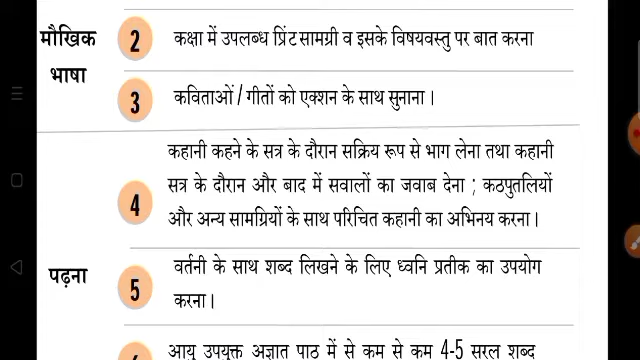 मौखिक
भाषा
2
कक्षा में उपलब्ध प्रिंट सामग्री व इसके विषयवस्तु पर बात करना
3
कविताओं / गीतों को एक्शन के साथ सुनाना।
4
कहानी कहने के सत्र के दौरान सक्रिय रूप से भाग लेना तथा कहानी
सत्र के दौरान और बाद में सवालों का जवाब देना ; कठपुतलियों
और अन्य सामग्रियों के साथ परिचित कहानी का अभिनय करना।
पढ़ना
5
वर्तनी के साथ शब्द लिखने के लिए ध्वनि प्रतीक का उपयोग
करना।
आयु उपयुक्त अज्ञात पाठ में से कम से कम 4-5 सरल शब्द